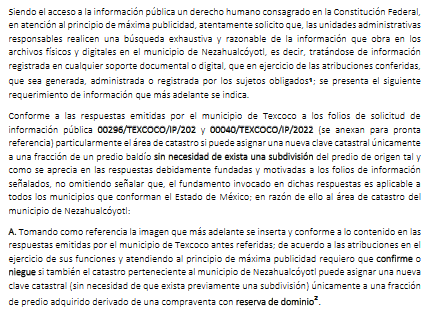 Siendo el acceso a la información pública un derecho humano consagrado en la Constitución Federal,
en atención al principio de máxima publicidad, atentamente solicito que, las unidades administrativas
responsables realicen una búsqueda exhaustiva y razonable de la información que obra en los
archivos físicos y digitales en el municipio de Nezahualcóyotl, es decir, tratándose de información
registrada en cualquier soporte documental o digital, que en ejercicio de las atribuciones conferidas,
que sea generada, administrada o registrada por los sujetos obligados¹; se presenta el siguiente
requerimiento de información que más adelante se indica.
Conforme a las respuestas emitidas por el municipio de Texcoco a los folios de solicitud de
información pública 00296/TEXCOCO/IP/202 y 00040/TEXCOCO/IP/2022 (se anexan para pronta
referencia) particularmente el área de catastro si puede asignar una nueva clave catastral únicamente
a una fracción de un predio baldío sin necesidad de exista una subdivisión del predio de origen tal y
como se aprecia en las respuestas debidamente fundadas y motivadas a los folios de información
señalados, no omitiendo señalar que, el fundamento invocado en dichas respuestas es aplicable a
todos los municipios que conforman el Estado de México; en razón de ello al área de catastro del
municipio de Nezahualcóyotl:
A. Tomando como referencia la imagen que más adelante se inserta y conforme a lo contenido en las
respuestas emitidas por el municipio de Texcoco antes referidas; de acuerdo a las atribuciones en el
ejercicio de sus funciones y atendiendo al principio de máxima publicidad requiero que confirme o
niegue si también el catastro perteneciente al municipio de Nezahualcóyotl puede asignar una nueva
clave catastral (sin necesidad de que exista previamente una subdivisión) únicamente a una fracción
de predio adquirido derivado de una compraventa con reserva de dominio².